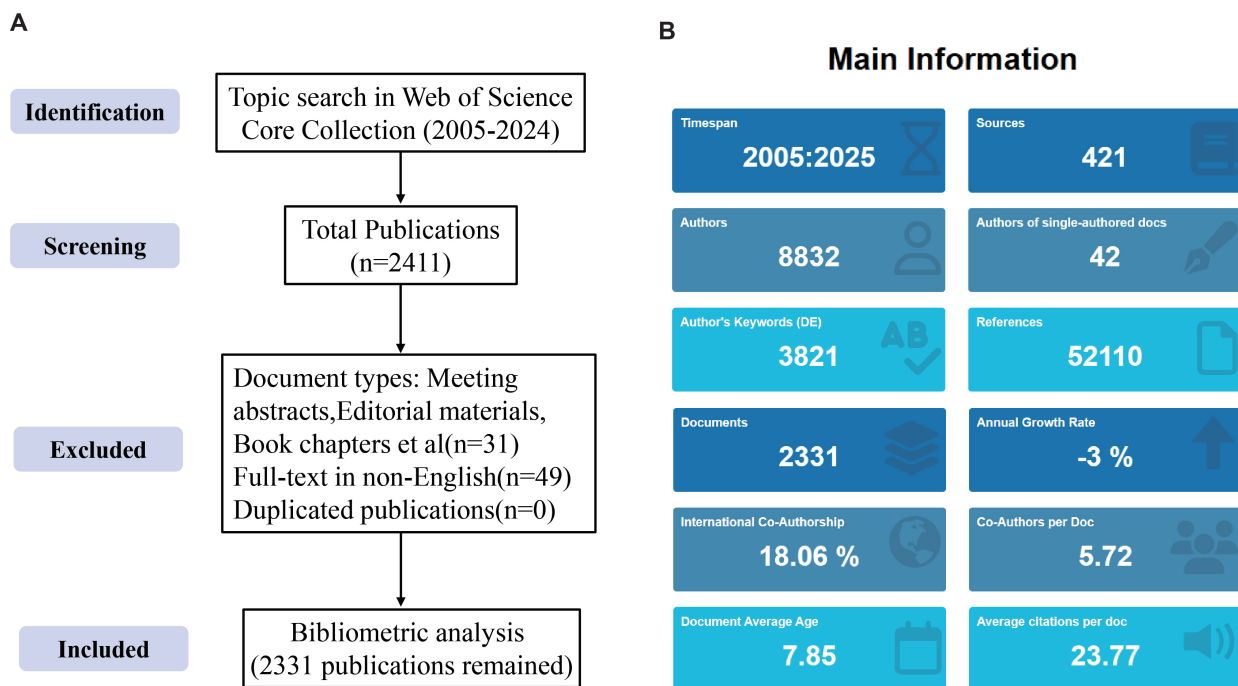 A
Identification
Topic search in Web of Science
Core Collection (2005-2024)
Screening
Total Publications
(n=2411)
Excluded
Document types: Meeting
abstracts,Editorial materials,
Book chapters et al(n=31)
Full-text in non-English(n=49)
Duplicated publications(n=0)
Included
Bibliometric analysis
(2331 publications remained)
B
Main Information
Timespan
2005:2025
Sources
421
Authors
8832
Authors of single-authored docs
42
Author's Keywords (DE)
3821
AB
References
52110
Documents
2331
Annual Growth Rate
-3 %
International Co-Authorship
18.06 %
Co-Authors per Doc
5.72
Document Average Age
7.85
Average citations per doc
23.77